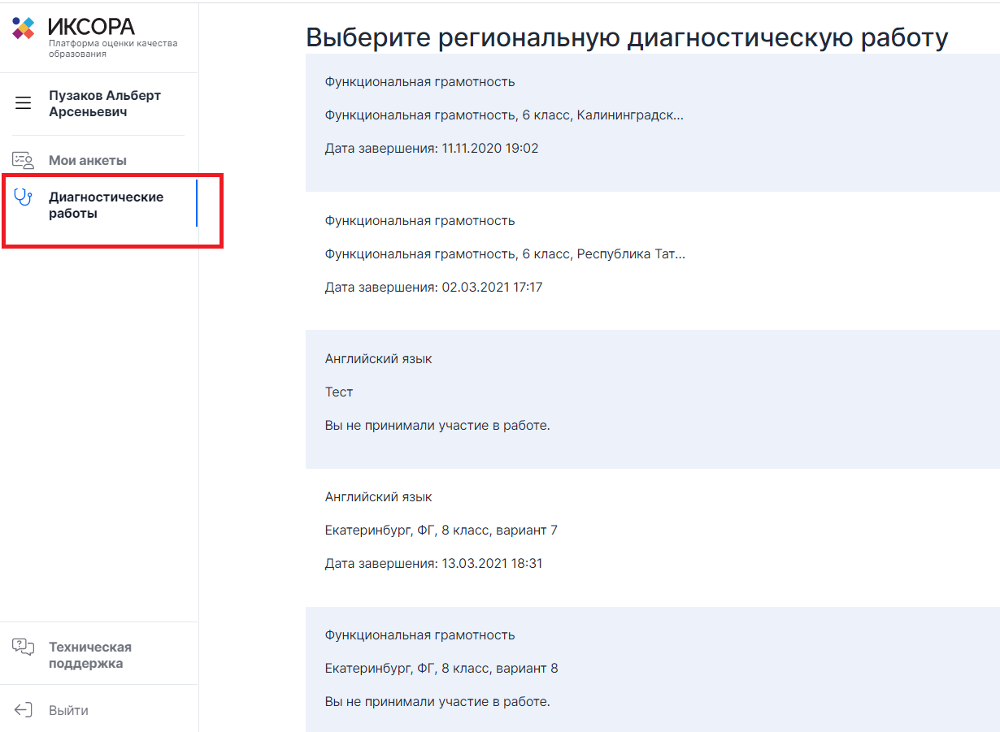 ИКСОРА
Платформа оценки качества
образования
Пузаков Альберт
Арсеньевич
Мои анкеты
Диагностические
работы
Техническая
поддержка
Выйти
Выберите региональную диагностическую работу
Функциональная грамотность
Функциональная грамотность, 6 класс, Калининградск...
Дата завершения: 11.11.2020 19:02
Функциональная грамотность
Функциональная грамотность, 6 класс, Республика Тат...
Дата завершения: 02.03.2021 17:17
Английский язык
Тест
Вы не принимали участие в работе.
Английский язык
Екатеринбург, ФГ, 8 класс, вариант 7
Дата завершения: 13.03.2021 18:31
Функциональная грамотность
Екатеринбург, ФГ, 8 класс, вариант 8
Вы не принимали участие в работе.